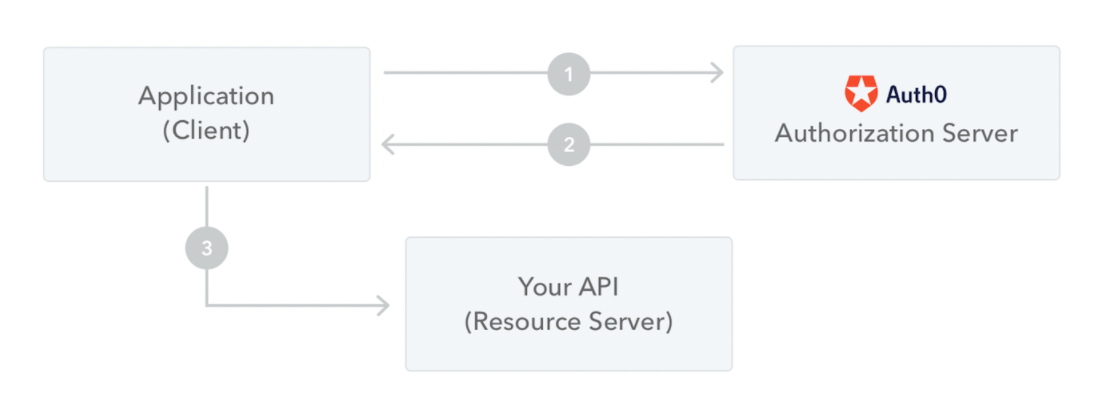 Application
(Client)
1
Auth0
Authorization Server
2
3
Your API
(Resource Server)